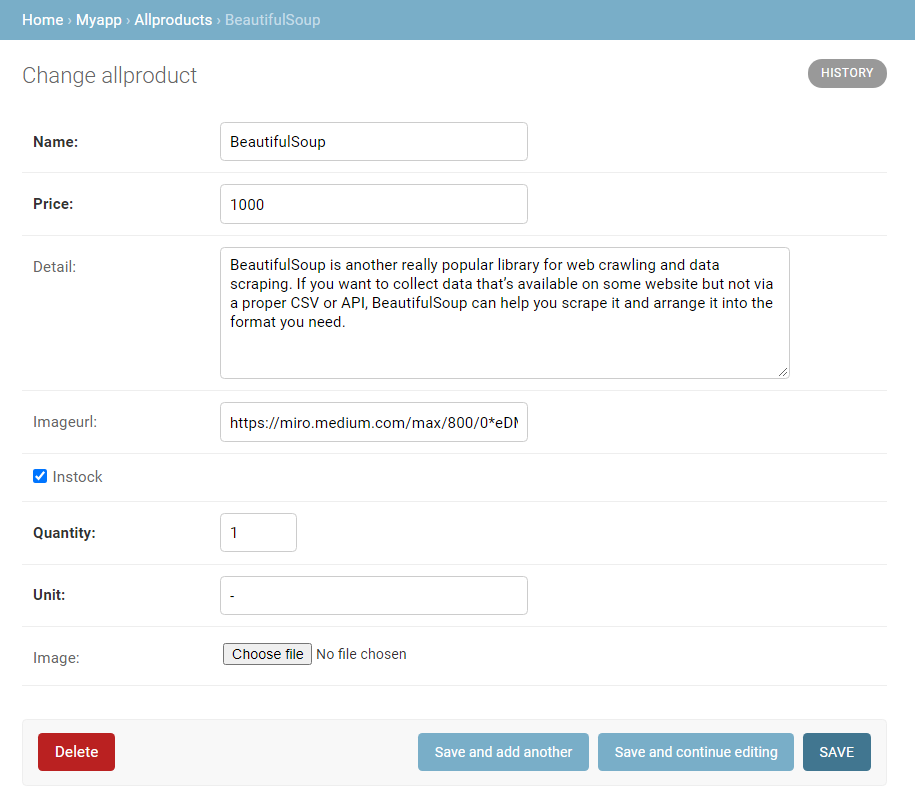 Home › Myapp › Allproducts › BeautifulSoup
Change allproduct
HISTORY
Name:
BeautifulSoup
Price:
1000
Detail:
BeautifulSoup is another really popular library for web crawling and data
scraping. If you want to collect data that’s available on some website but not via
a proper CSV or API, BeautifulSoup can help you scrape it and arrange it into the
format you need.
Imageurl:
https://miro.medium.com/max/800/0*eDM
Instock
Quantity:
1
Unit:
-
Image:
Choose file No file chosen
Delete
Save and add another
Save and continue editing
SAVE